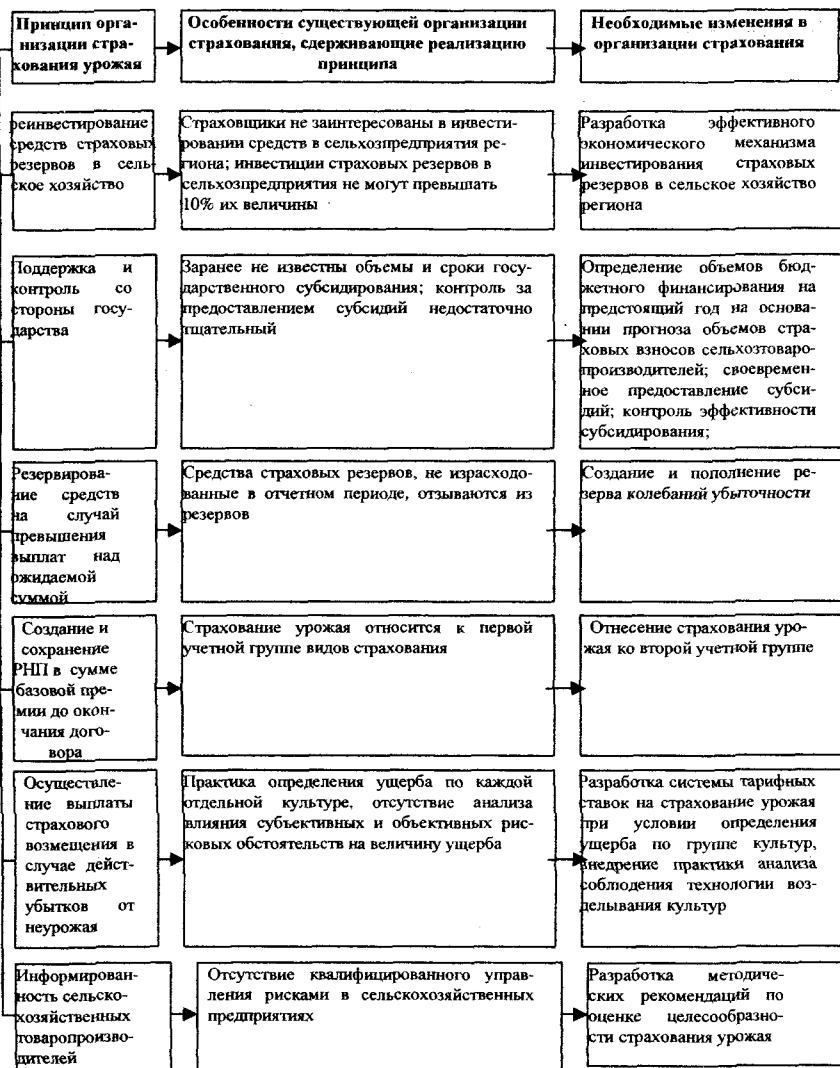 Принцип орга-
низации стра-
хования урожая
Особенности существующей организации
страхования, сдерживающие реализацию
принципа
Необходимые изменения в
организации страхования
реинвестирование
средств страховых
резервов в сель-
ское хозяйство
Страховщики не заинтересованы в инвести-
ровании средств в сельхозпредприятия ре-
гиона; инвестиции страховых резервов в
сельхозпредприятия не могут превышать
10% их величины
Разработка эффективного
экономического механизма
инвестирования страховых
резервов в сельское хозяйство
региона
Поддержка и
контроль со
стороны госу-
дарства
Заранее не известны объемы и сроки госу-
дарственного субсидирования; контроль за
предоставлением субсидий недостаточно
тщательный
Определение объемов бюд-
жетного финансирования на
предстоящий год на основа-
нии прогноза объемов стра-
ховых взносов сельхозтоваро-
производителей; своевремен-
ное предоставление субси-
дий; контроль эффективности
субсидирования;
Резервирова-
ние средств
на случай
превышения
выплат над
ожидаемой
суммой
Средства страховых резервов, не израсходо-
ванные в отчетном периоде, отзываются из
резервов
Создание и пополнение ре-
зерва колебаний убыточности
Создание и
сохранение
РНП в сумме
базовой пре-
мии до окон-
чания дого-
вора
Страхование урожая относится к первой
учетной группе видов страхования
Отнесение страхования уро-
жая ко второй учетной группе
Осуществле-
ние выплаты
страхового
возмещения в
случае дейст-
вительных
убытков от
неурожая
Практика определения ущерба по каждой
отдельной культуре, отсутствие анализа
влияния субъективных и объективных рис-
ковых обстоятельств на величину ущерба
Разработка системы тарифных
ставок на страхование урожая
при условии определения
ущерба по группе культур,
внедрение практики анализа
соблюдения технологии воз-
делывания культур
Информирован-
ность сельско-
хозяйственных
товаропроизво-
дителей
Отсутствие квалифицированного управ-
ления рисками в сельскохозяйственных
предприятиях
Разработка методиче-
ских рекомендаций по
оценке целесообразно-
сти страхования урожая